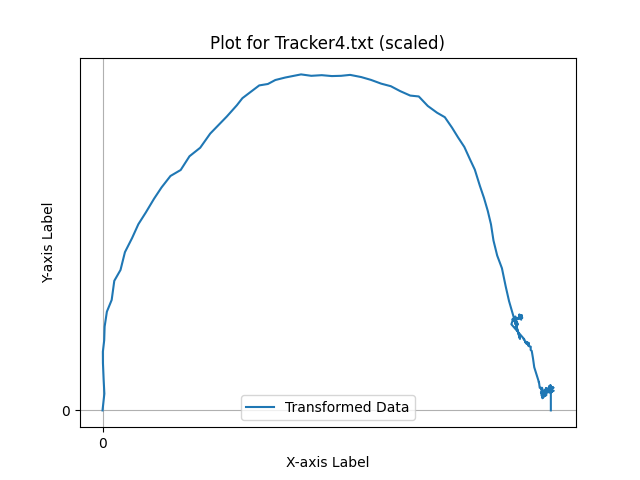 Plot for Tracker4.txt (scaled)
Y-axis Label
0
Transformed Data
0
X-axis Label